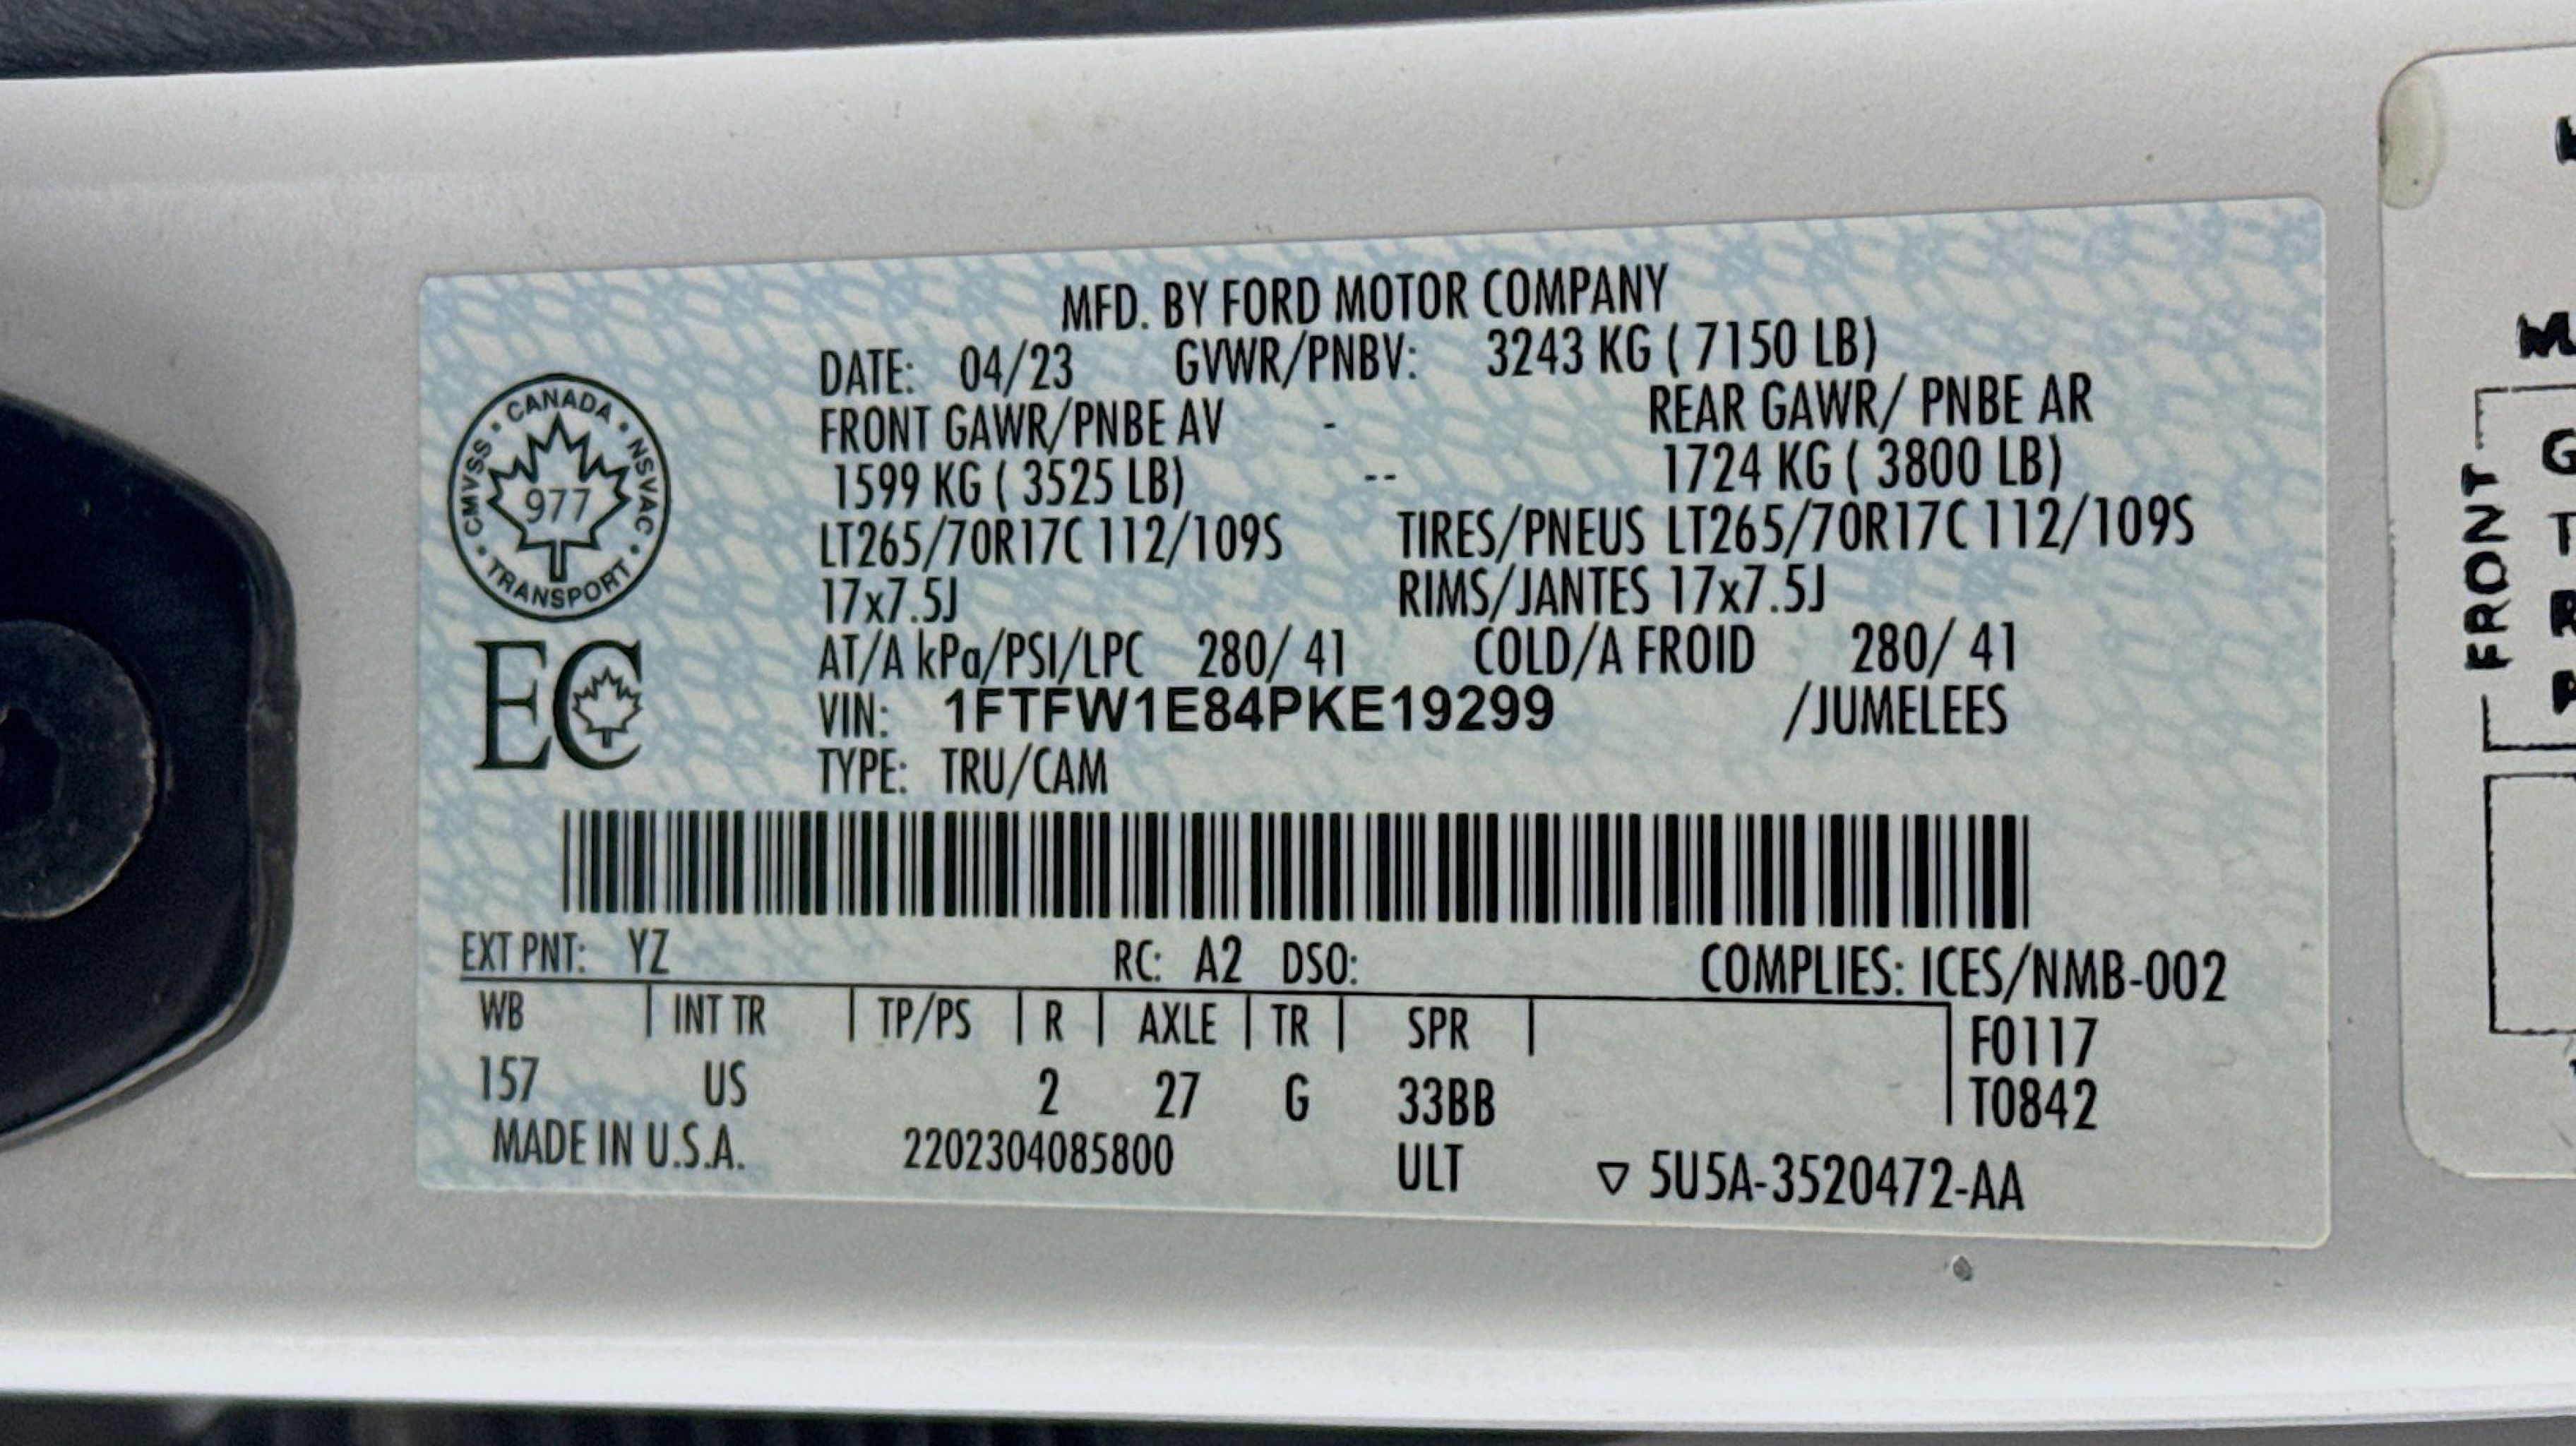 MFD. BY FORD MOTOR COMPANY
DATE: 04/23 GVWR/PNBV: 3243 KG ( 7150 LB)
FRONT GAWR/PNBE AV - REAR GAWR/ PNBE AR
1599 KG ( 3525 LB) -- 1724 KG ( 3800 LB)
LT265/70R17C 112/109S TIRES/PNEUS LT265/70R17C 112/109S
17x7.5J RIMS/JANTES 17x7.5J
AT/A kPa/PSI/LPC 280/ 41 COLD/A FROID 280/ 41
VIN: 1FTFW1E84PKE19299 /JUMELEES
TYPE: TRU/CAM
CANADA • NSVAC • TRANSPORT • CMVSS •
977
EC
EXT PNT: YZ RC: A2 DSO: COMPLIES: ICES/NMB-002
WB | INT TR | TP/PS | R | AXLE | TR | SPR | F0117
157 US 2 27 G 33BB T0842
MADE IN U.S.A. 2202304085800 ULT ▽ 5U5A-3520472-AA
FRONT